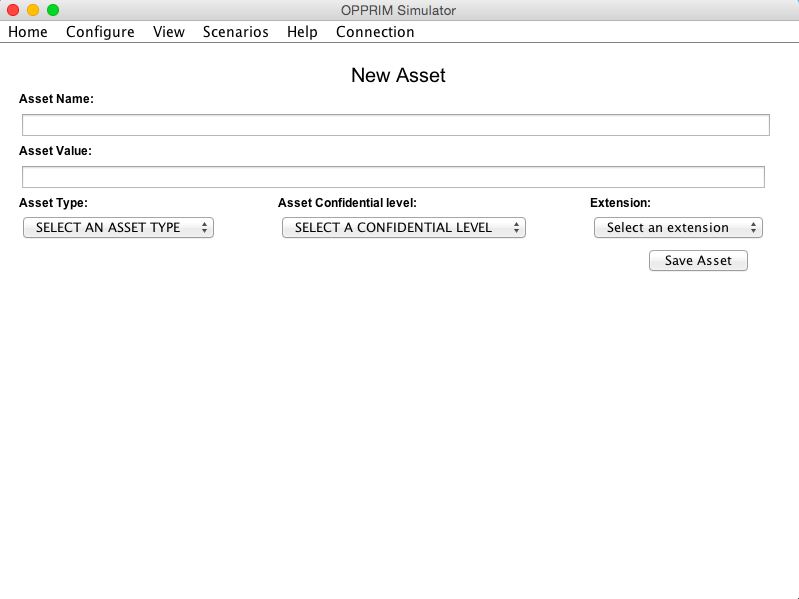 OPPRIM Simulator
Home Configure View Scenarios Help Connection
New Asset
Asset Name:
Asset Value:
Asset Type: Asset Confidential level: Extension:
SELECT AN ASSET TYPE SELECT A CONFIDENTIAL LEVEL Select an extension
Save Asset